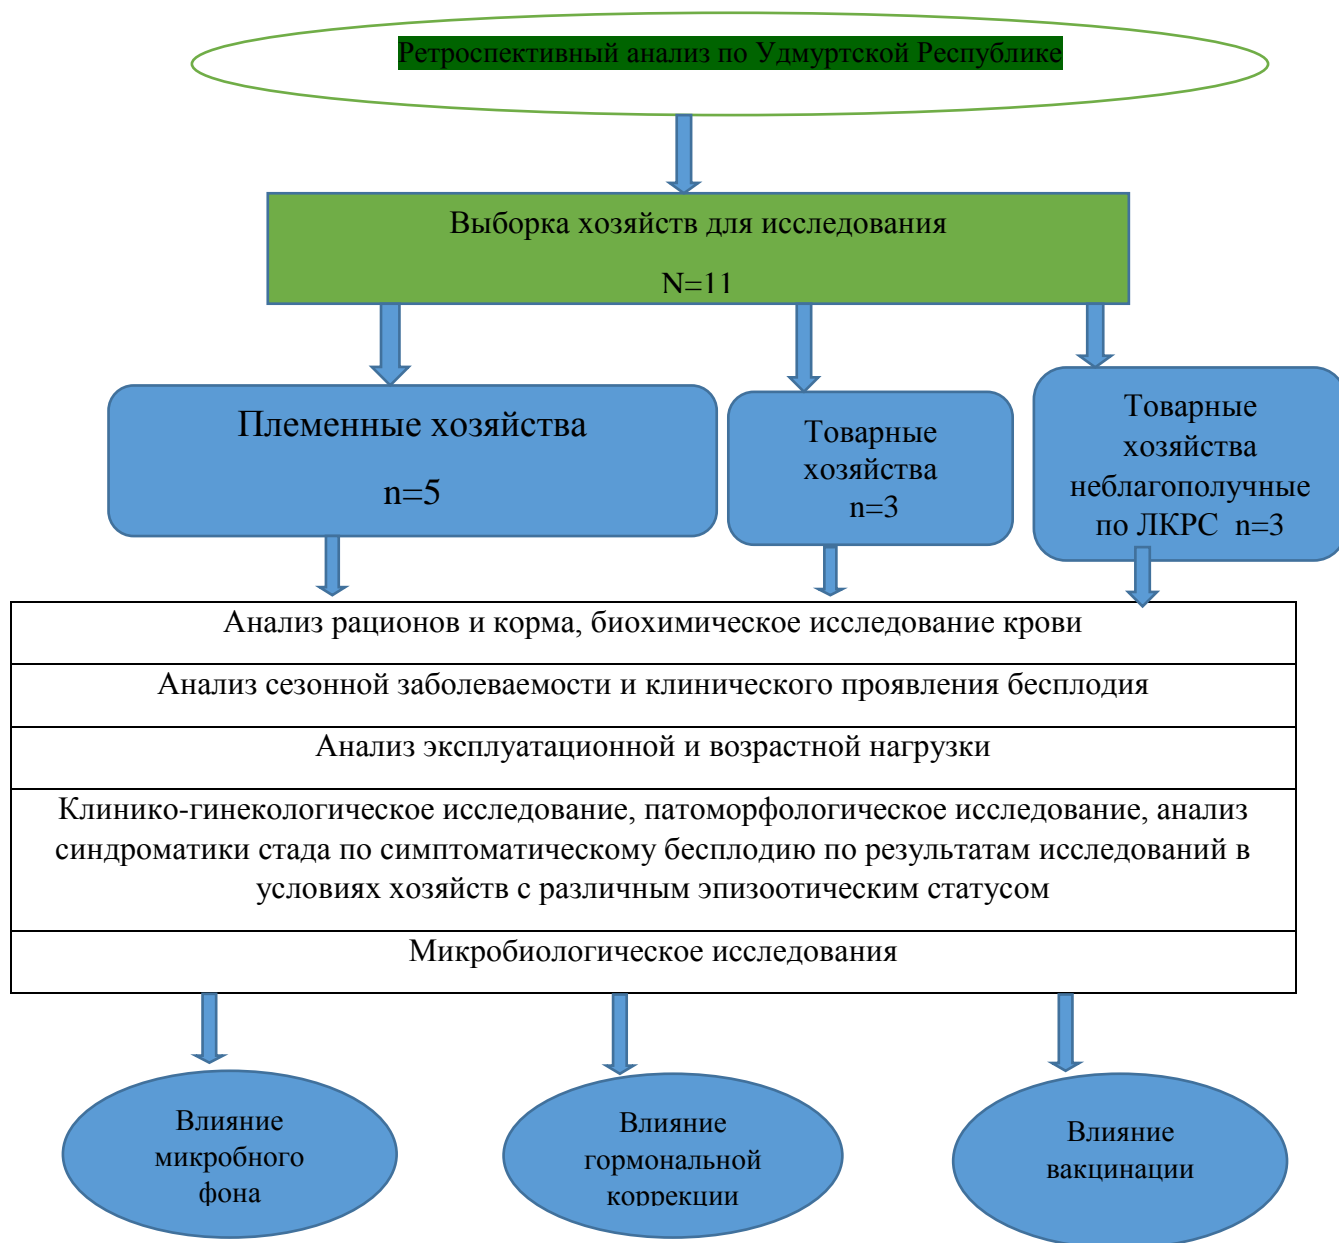 Ретроспективный анализ по Удмуртской Республике
Выборка хозяйств для исследования
N=11
Племенные хозяйства
n=5
Товарные
хозяйства
n=3
Товарные
хозяйства
неблагополучные
по ЛКРС n=3
Анализ рационов и корма, биохимическое исследование крови
Анализ сезонной заболеваемости и клинического проявления бесплодия
Анализ эксплуатационной и возрастной нагрузки
Клинико-гинекологическое исследование, патоморфологическое исследование, анализ
синдроматики стада по симптоматическому бесплодию по результатам исследований в
условиях хозяйств с различным эпизоотическим статусом
Микробиологическое исследования
Влияние
микробного
фона
Влияние
гормональной
коррекции
Влияние
вакцинации